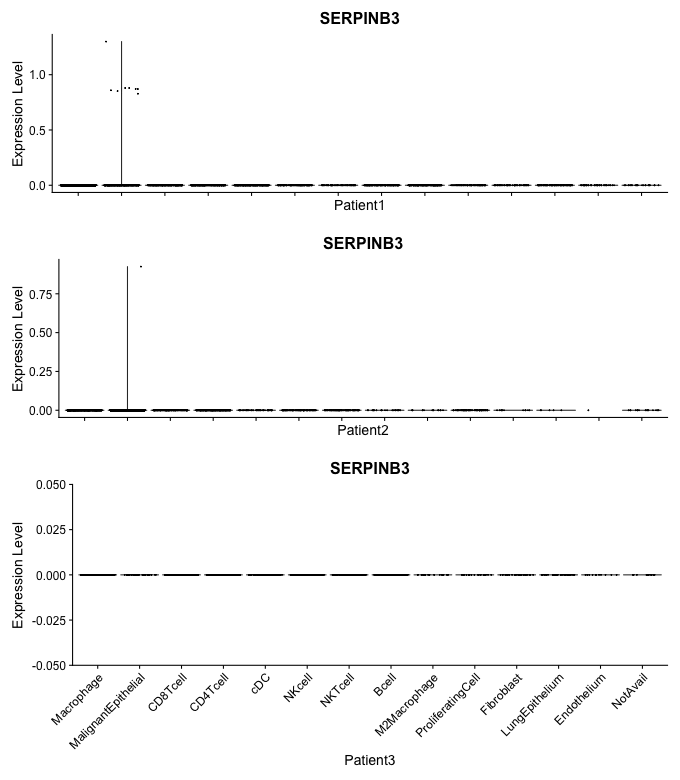 SERPINB3
Expression Level
1.0
0.5
0.0
Patient1
SERPINB3
Expression Level
0.75
0.50
0.25
0.00
Patient2
SERPINB3
Expression Level
0.050
0.025
0.000
-0.025
-0.050
Macrophage
MalignantEpithelial
CD8Tcell
CD4Tcell
cDC
NKcell
NKTcell
Bcell
M2Macrophage
ProliferatingCell
Fibroblast
LungEpithelium
Endothelium
NotAvail
Patient3